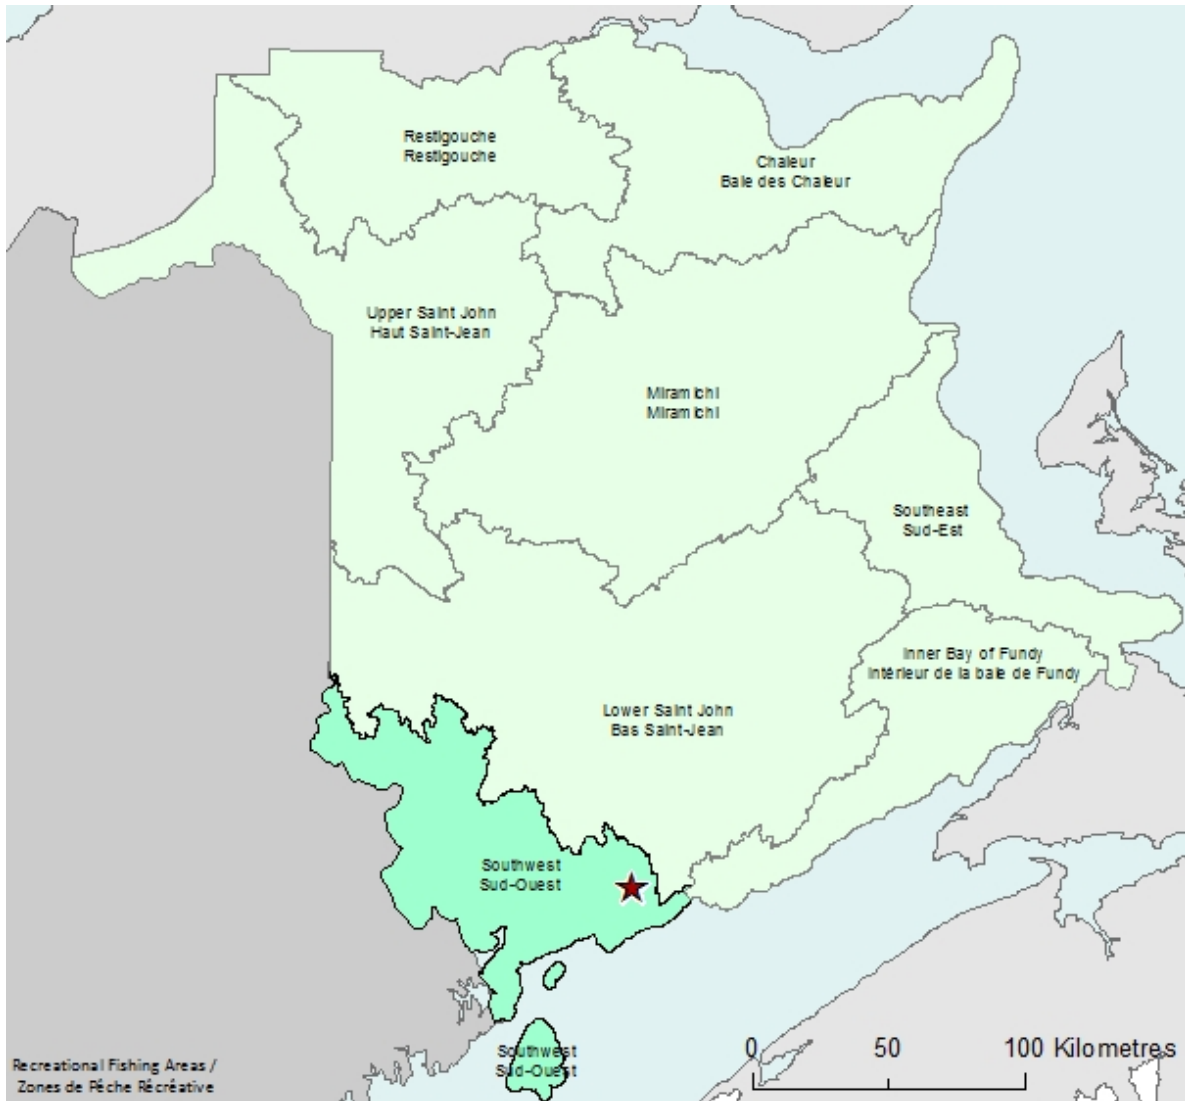 Restigouche
Restigouche
Chaleur
Baie des Chaleur
Upper Saint John
Haut Saint-Jean
Miramichi
Miramichi
Southeast
Sud-Est
Inner Bay of Fundy
Intérieur de la baie de Fundy
Lower Saint John
Bas Saint-Jean
Southwest
Sud-Ouest
Southwest
Sud-Ouest
0 50 100 Kilometres
Recreational Fishing Areas /
Zones de Pêche Récréative